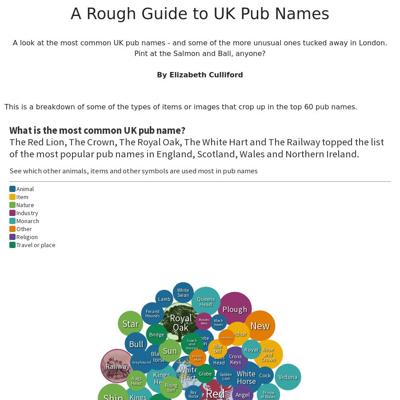 A Rough Guide to UK Pub Names
A look at the most common UK pub names - and some of the more unusual ones tucked away in London.
Pint at the Salmon and Ball, anyone?
By Elizabeth Culliford
This is a breakdown of some of the types of items or images that crop up in the top 60 pub names.
What is the most common UK pub name?
The Red Lion, The Crown, The Royal Oak, The White Hart and The Railway topped the list
of the most popular pub names in England, Scotland, Wales and Northern Ireland.
See which other animals, items and other symbols are used most in pub names
Animal
Item
Nature
Industry
Monarch
Other
Religion
Travel or place
White
Swan
Lamb
Queens
Head
Plough
Royal
Oak
Star
New
Bridge
Bull
Sun
Royal
Railway
Globe
Cross
Keys
White
Horse
Cock
Victoria
Angel
Ship
Kings
Red